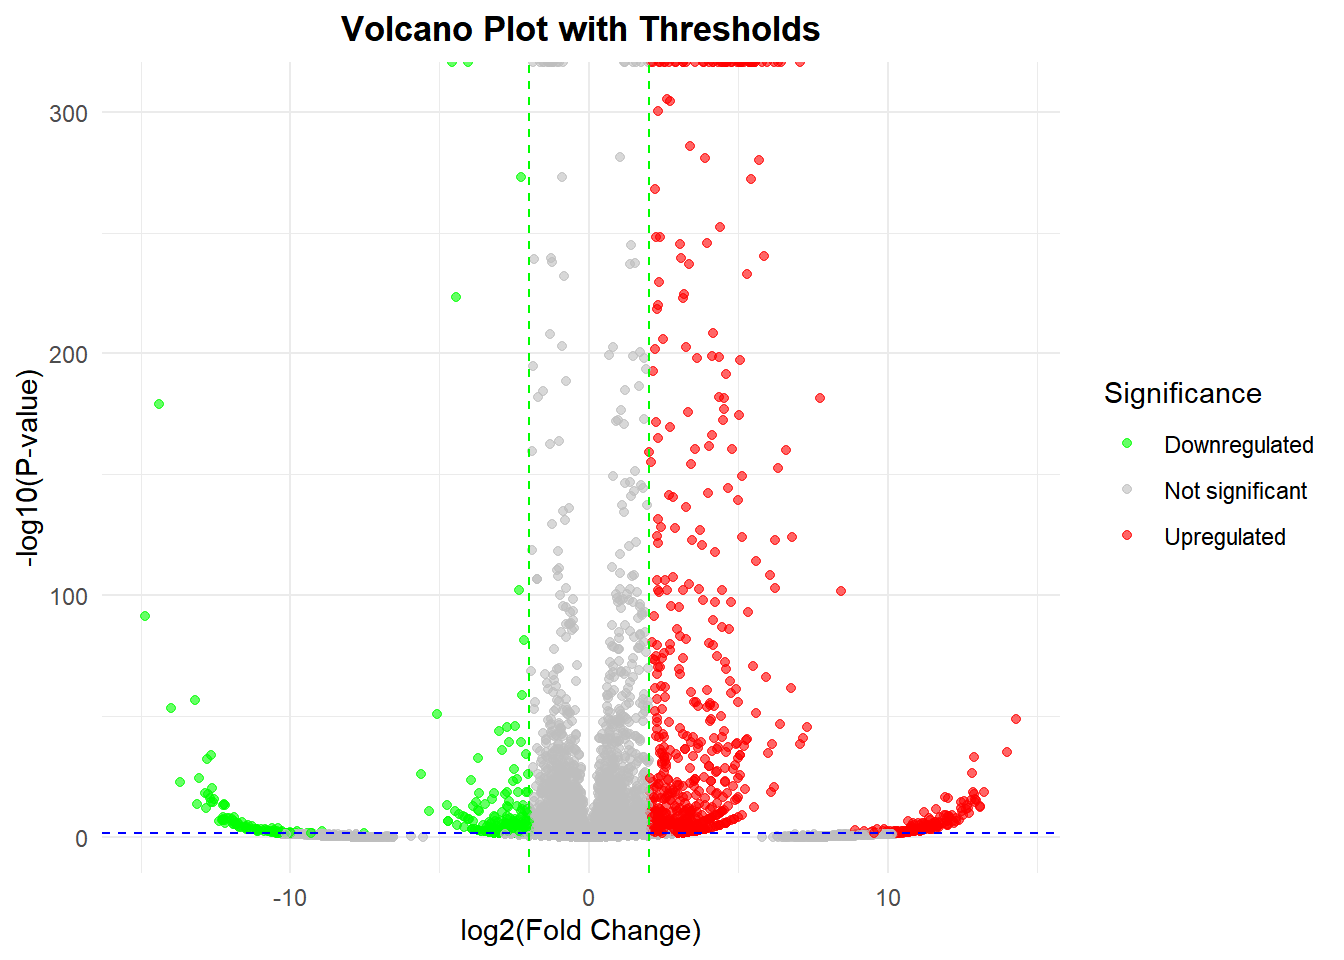 Volcano Plot with Thresholds
-log10(P-value)
300
200
100
0
-10
0
10
log2(Fold Change)
Significance
Downregulated
Not significant
Upregulated